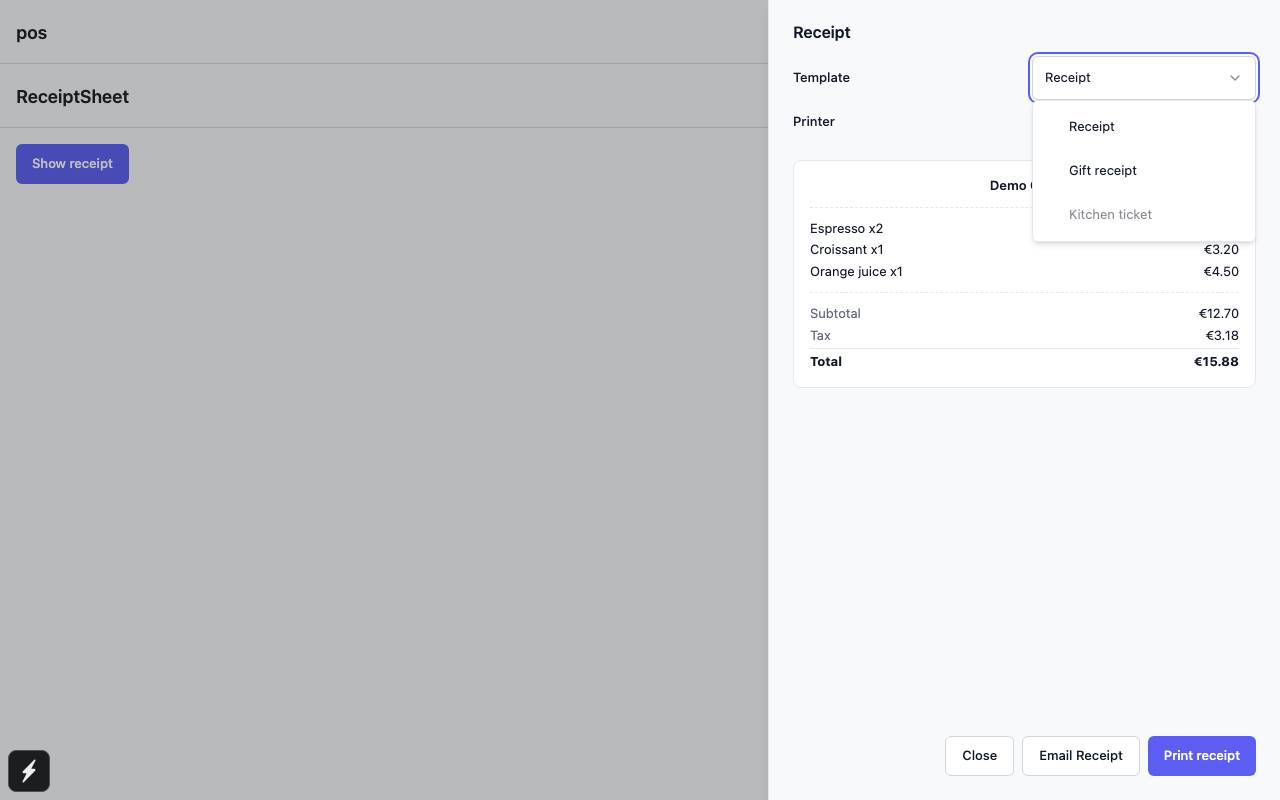 pos
ReceiptSheet
Show receipt
Receipt
Template
Receipt
Printer
Receipt
Gift receipt
Kitchen ticket
Demo
Espresso x2
Croissant x1 €3.20
Orange juice x1 €4.50
Subtotal €12.70
Tax €3.18
Total €15.88
Close
Email Receipt
Print receipt